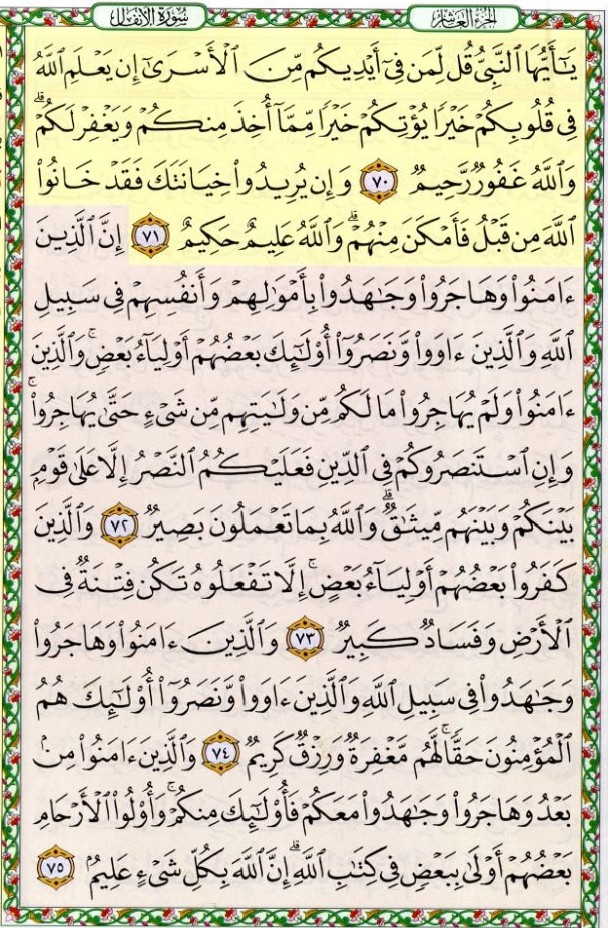 الجزء العاشر
سُورَةُ الأَنفَالِ
يَـٰٓأَيُّهَا ٱلنَّبِىُّ قُل لِّمَن فِىٓ أَيْدِيكُم مِّنَ ٱلْأَسْرَىٰٓ إِن يَعْلَمِ ٱللَّهُ
فِى قُلُوبِكُمْ خَيْرًا يُؤْتِكُمْ خَيْرًا مِّمَّآ أُخِذَ مِنكُمْ وَيَغْفِرْ لَكُمْ ۗ
وَٱللَّهُ غَفُورٌ رَّحِيمٌ ٧٠ وَإِن يُرِيدُوا۟ خِيَانَتَكَ فَقَدْ خَانُوا۟
ٱللَّهَ مِن قَبْلُ فَأَمْكَنَ مِنْهُمْ ۗ وَٱللَّهُ عَلِيمٌ حَكِيمٌ ٧١ إِنَّ ٱلَّذِينَ
ءَامَنُوا۟ وَهَاجَرُوا۟ وَجَـٰهَدُوا۟ بِأَمْوَٰلِهِمْ وَأَنفُسِهِمْ فِى سَبِيلِ
ٱللَّهِ وَٱلَّذِينَ ءَاوَوا۟ وَّنَصَرُوٓا۟ أُو۟لَـٰٓئِكَ بَعْضُهُمْ أَوْلِيَآءُ بَعْضٍ ۚ وَٱلَّذِينَ
ءَامَنُوا۟ وَلَمْ يُهَاجِرُوا۟ مَا لَكُم مِّن وَلَـٰيَتِهِم مِّن شَىْءٍ حَتَّىٰ يُهَاجِرُوا۟ ۚ
وَإِنِ ٱسْتَنصَرُوكُمْ فِى ٱلدِّينِ فَعَلَيْكُمُ ٱلنَّصْرُ إِلَّا عَلَىٰ قَوْمٍۭ
بَيْنَكُمْ وَبَيْنَهُم مِّيثَـٰقٌ ۗ وَٱللَّهُ بِمَا تَعْمَلُونَ بَصِيرٌ ٧٢ وَٱلَّذِينَ
كَفَرُوا۟ بَعْضُهُمْ أَوْلِيَآءُ بَعْضٍ ۚ إِلَّا تَفْعَلُوهُ تَكُن فِتْنَةٌ فِى
ٱلْأَرْضِ وَفَسَادٌ كَبِيرٌ ٧٣ وَٱلَّذِينَ ءَامَنُوا۟ وَهَاجَرُوا۟
وَجَـٰهَدُوا۟ فِى سَبِيلِ ٱللَّهِ وَٱلَّذِينَ ءَاوَوا۟ وَّنَصَرُوٓا۟ أُو۟لَـٰٓئِكَ هُمُ
ٱلْمُؤْمِنُونَ حَقًّا ۚ لَّهُم مَّغْفِرَةٌ وَرِزْقٌ كَرِيمٌ ٧٤ وَٱلَّذِينَ ءَامَنُوا۟ مِنۢ
بَعْدُ وَهَاجَرُوا۟ وَجَـٰهَدُوا۟ مَعَكُمْ فَأُو۟لَـٰٓئِكَ مِنكُمْ ۚ وَأُو۟لُوا۟ ٱلْأَرْحَامِ
بَعْضُهُمْ أَوْلَىٰ بِبَعْضٍ فِى كِتَـٰبِ ٱللَّهِ ۗ إِنَّ ٱللَّهَ بِكُلِّ شَىْءٍ عَلِيمٌۢ ٧٥